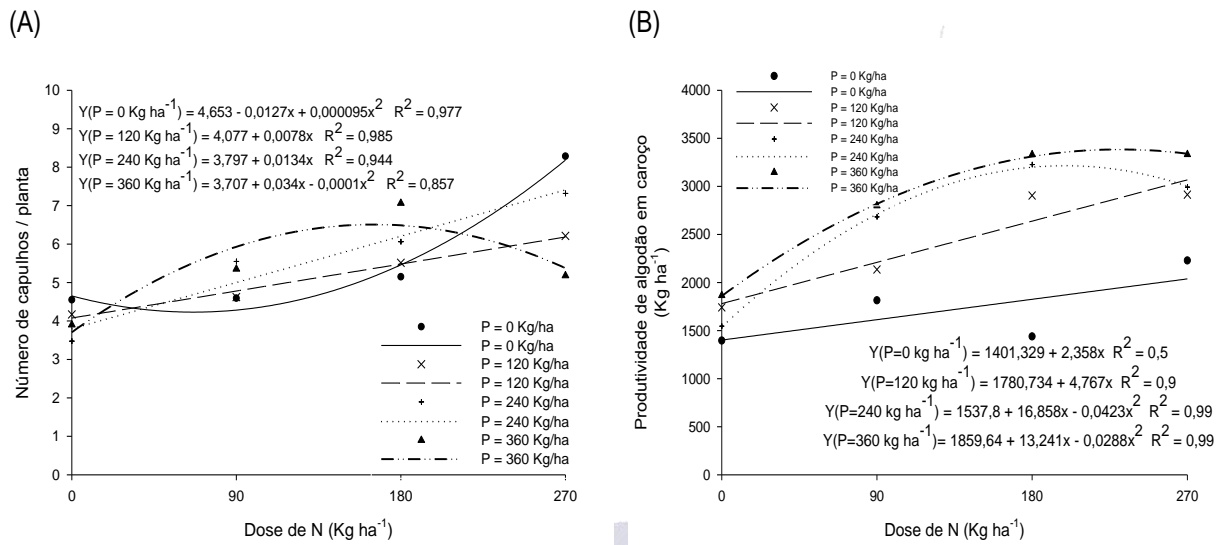 (A)
Número de capulhos / planta
10
9
8
7
6
5
4
3
2
1
0
Y(P = 0 Kg ha⁻¹) = 4,653 - 0,0127x + 0,000095x² R² = 0,977
Y(P = 120 Kg ha⁻¹) = 4,077 + 0,0078x R² = 0,985
Y(P = 240 Kg ha⁻¹) = 3,797 + 0,0134x R² = 0,944
Y(P = 360 Kg ha⁻¹) = 3,707 + 0,034x - 0,0001x² R² = 0,857
P = 0 Kg/ha
P = 0 Kg/ha
P = 120 Kg/ha
P = 120 Kg/ha
P = 240 Kg/ha
P = 240 Kg/ha
P = 360 Kg/ha
P = 360 Kg/ha
0 90 180 270
Dose de N (Kg ha⁻¹)
(B)
Produtividade de algodão em caroço
(Kg ha⁻¹)
P = 0 Kg/ha
P = 0 Kg/ha
P = 120 Kg/ha
P = 120 Kg/ha
P = 240 Kg/ha
P = 240 Kg/ha
P = 360 Kg/ha
P = 360 Kg/ha
4000
3500
3000
2500
2000
1500
1000
500
0
Y(P=0 kg ha⁻¹) = 1401,329 + 2,358x R² = 0,5
Y(P=120 kg ha⁻¹) = 1780,734 + 4,767x R² = 0,9
Y(P=240 kg ha⁻¹) = 1537,8 + 16,858x - 0,0423x² R² = 0,99
Y(P=360 kg ha⁻¹)= 1859,64 + 13,241x - 0,0288x² R² = 0,99
0 90 180 270
Dose de N (Kg ha⁻¹)